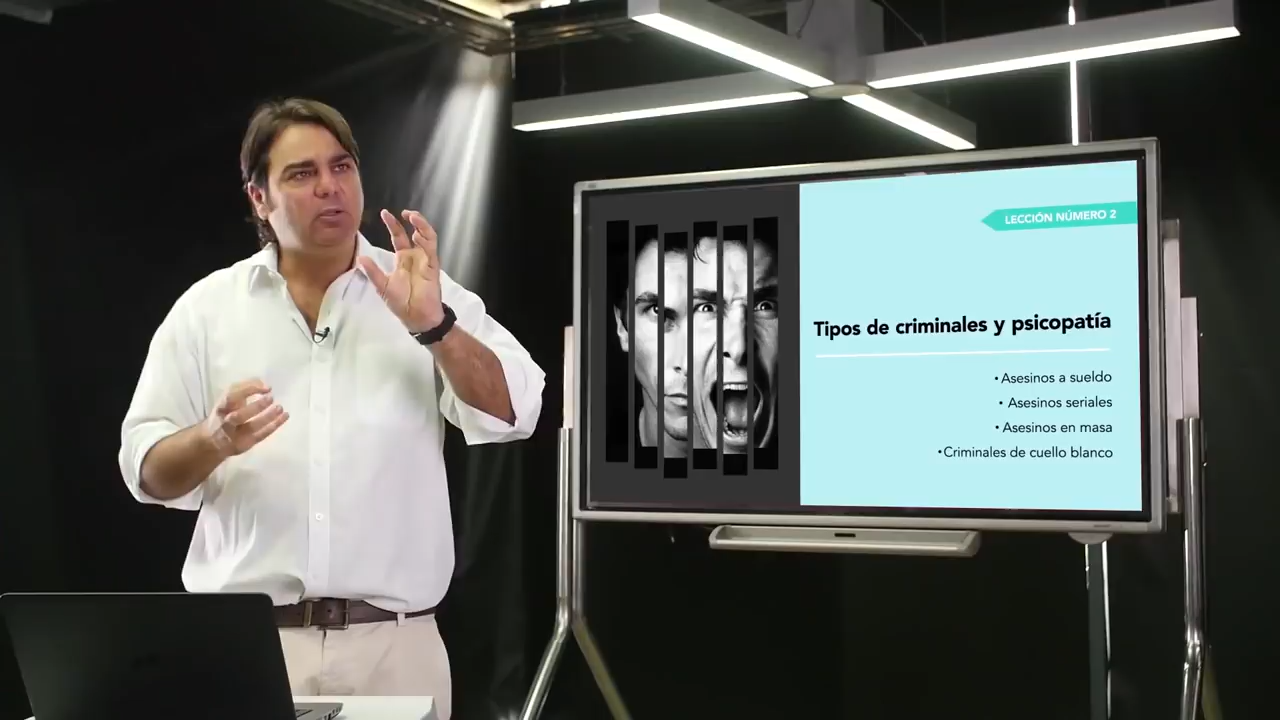 LECCIÓN NÚMERO 2
Tipos de criminales y psicopatía
• Asesinos a sueldo
• Asesinos seriales
• Asesinos en masa
• Criminales de cuello blanco